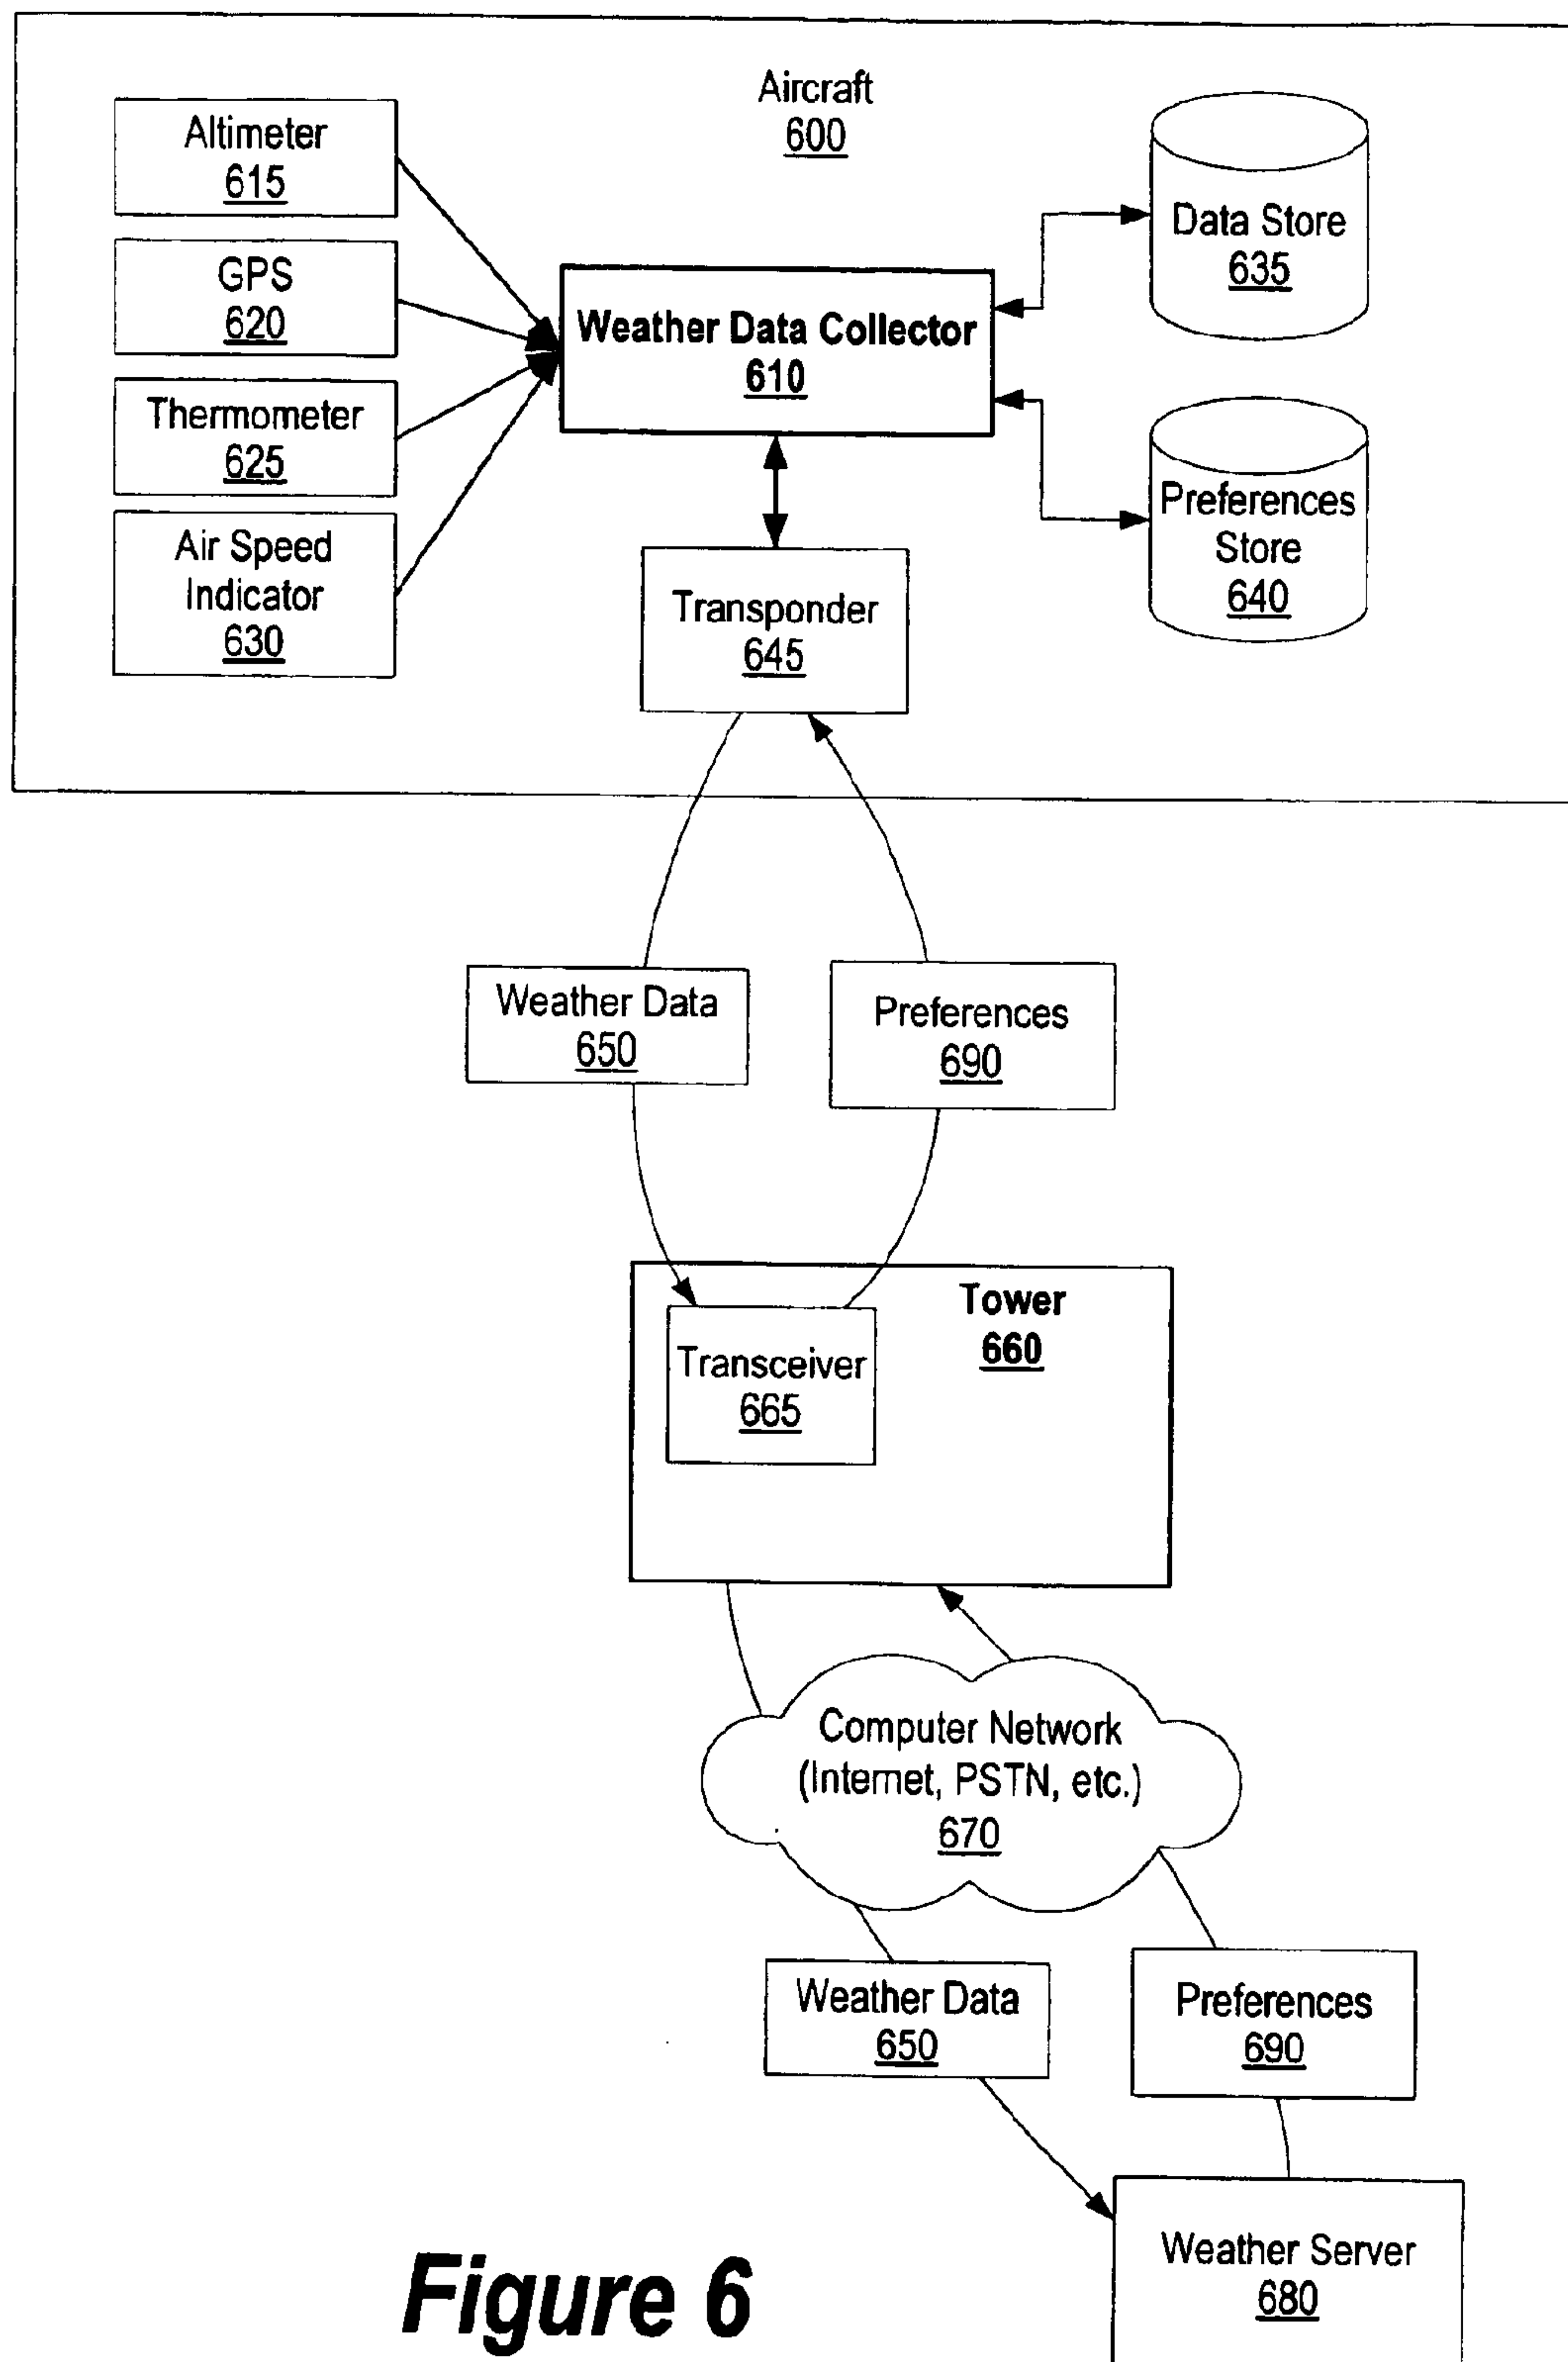 Aircraft
600
Altimeter
615
GPS
620
Thermometer
625
Air Speed
Indicator
630
Weather Data Collector
610
Data Store
635
Preferences
Store
640
Transponder
645
Weather Data
650
Preferences
690
Tower
660
Transceiver
665
Computer Network
(Internet, PSTN, etc.)
670
Weather Data
650
Preferences
690
Weather Server
680
Figure 6